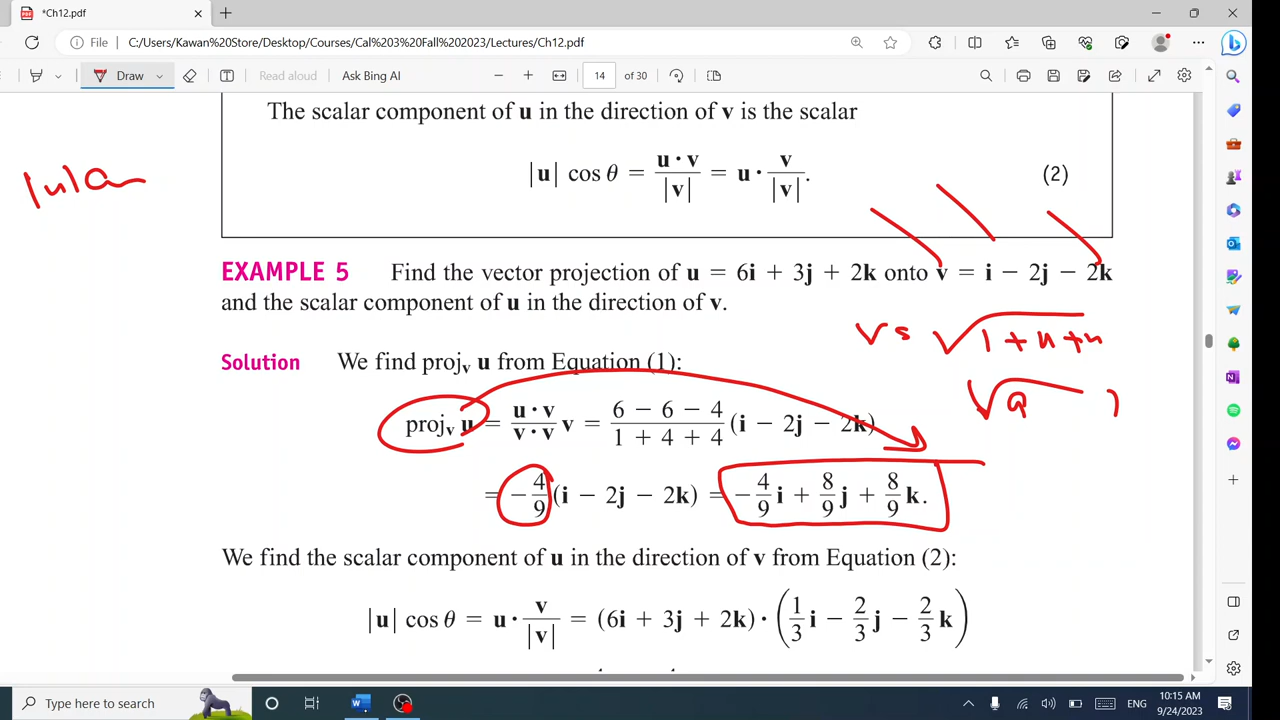 *Ch12.pdf
File C:/Users/Kawan%20Store/Desktop/Courses/Cal%203%20Fall%202023/Lectures/Ch12.pdf
Draw Read aloud Ask Bing AI 14 of 30
The scalar component of u in the direction of v is the scalar
|u| cos θ = u · v / |v| = u · v / |v|. (2)
EXAMPLE 5 Find the vector projection of u = 6i + 3j + 2k onto v = i − 2j − 2k
and the scalar component of u in the direction of v.
√1 + 4 + 4
Solution We find proj_v u from Equation (1):
√9
proj_v u = u · v / v · v v = 6 − 6 − 4 / 1 + 4 + 4 (i − 2j − 2k)
= − 4/9 (i − 2j − 2k) = − 4/9 i + 8/9 j + 8/9 k.
We find the scalar component of u in the direction of v from Equation (2):
|u| cos θ = u · v / |v| = (6i + 3j + 2k) · (1/3 i − 2/3 j − 2/3 k)
Type here to search
ENG
10:15 AM
9/24/2023